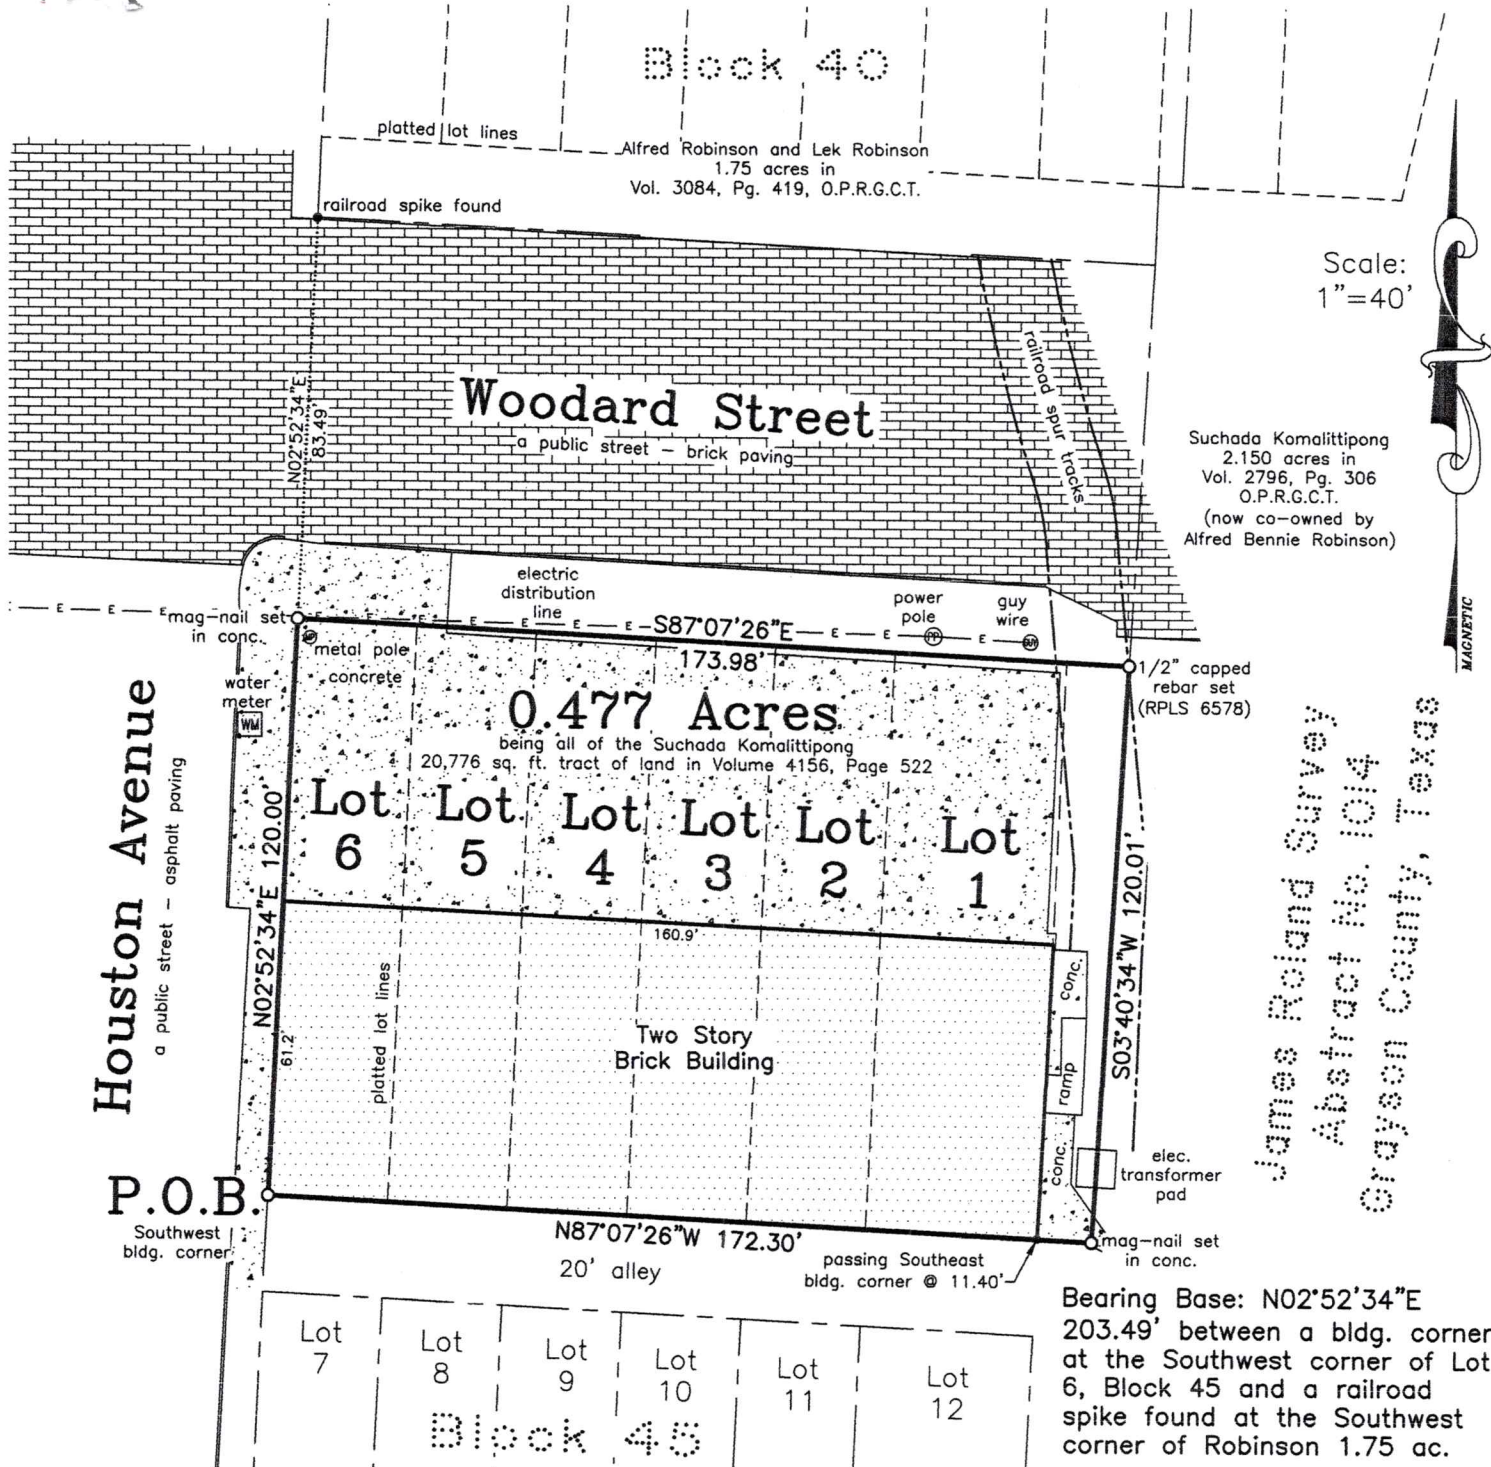 Block 40
platted lot lines
Alfred Robinson and Lek Robinson
1.75 acres in
Vol. 3084, Pg. 419, O.P.R.G.C.T.
railroad spike found
Scale:
1"=40'
N02°52'34"E
83.49'
Woodard Street
a public street – brick paving
railroad spur tracks
Suchada Komalittipong
2.150 acres in
Vol. 2796, Pg. 306
O.P.R.G.C.T.
(now co-owned by
Alfred Bennie Robinson)
MAGNETIC
electric
distribution
line
power
pole
guy
wire
E E E
mag-nail set
in conc.
E E E E E
S87°07'26"E
E E
PP
E
GUY
173.98'
1/2" capped
rebar set
(RPLS 6578)
MP
metal pole
concrete
water
meter
WM
0.477 Acres
being all of the Suchada Komalittipong
20,776 sq. ft. tract of land in Volume 4156, Page 522
Houston Avenue
a public street – asphalt paving
N02°52'34"E 120.00'
Lot
6
Lot
5
Lot
4
Lot
3
Lot
2
Lot
1
160.9'
61.2'
platted lot lines
Two Story
Brick Building
conc.
ramp
conc.
S03°40'34"W 120.01'
James Roland Survey
Abstract No. 1014
Grayson County, Texas
elec.
transformer
pad
P.O.B.
Southwest
bldg. corner
N87°07'26"W 172.30'
20' alley
passing Southeast
bldg. corner @ 11.40'
mag-nail set
in conc.
Lot
7
Lot
8
Lot
9
Lot
10
Lot
11
Lot
12
Block 45
Bearing Base: N02°52'34"E
203.49' between a bldg. corner
at the Southwest corner of Lot
6, Block 45 and a railroad
spike found at the Southwest
corner of Robinson 1.75 ac.